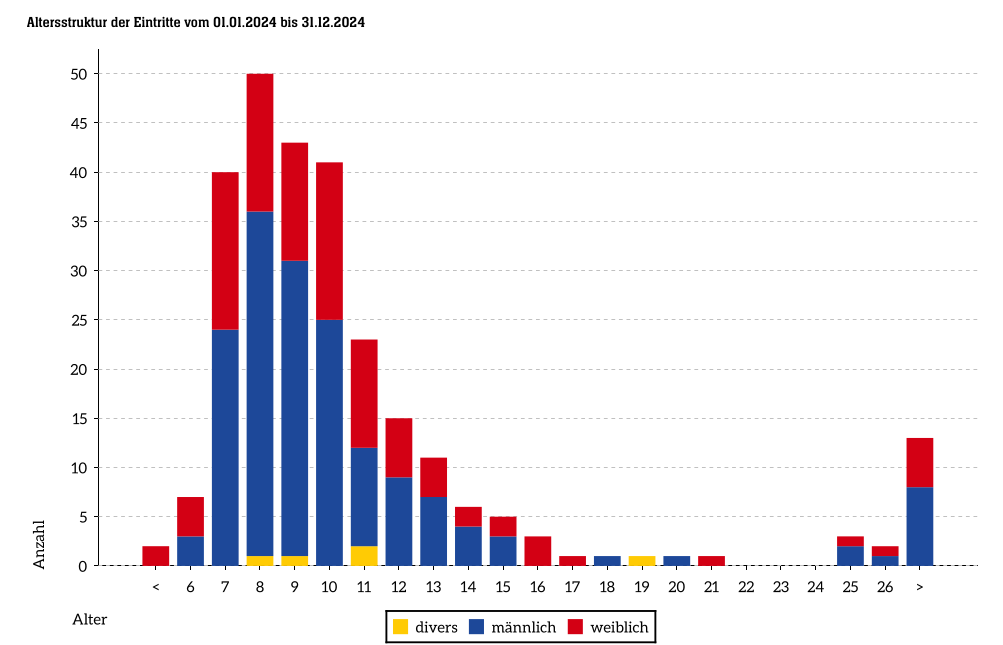 Altersstruktur der Eintritte vom 01.01.2024 bis 31.12.2024
50
45
40
35
30
25
20
15
10
5
0
Anzahl
< 6 7 8 9 10 11 12 13 14 15 16 17 18 19 20 21 22 23 24 25 26 >
Alter
divers männlich weiblich